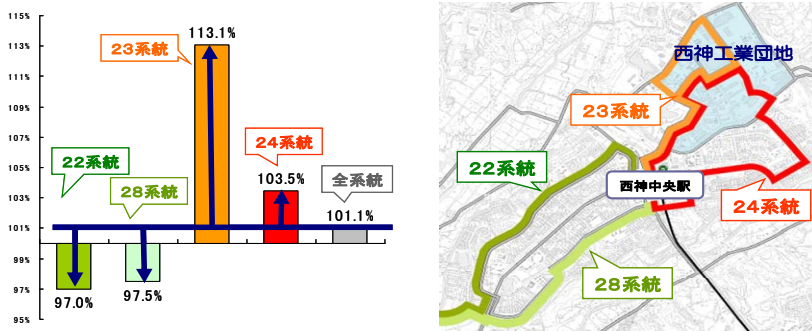 115%
113%
111%
109%
107%
105%
103%
101%
99%
97%
95%
113.1%
23系統
22系統
28系統
24系統
103.5%
全系統
101.1%
97.0%
97.5%
西神工業団地
23系統
22系統
西神中央駅
24系統
28系統